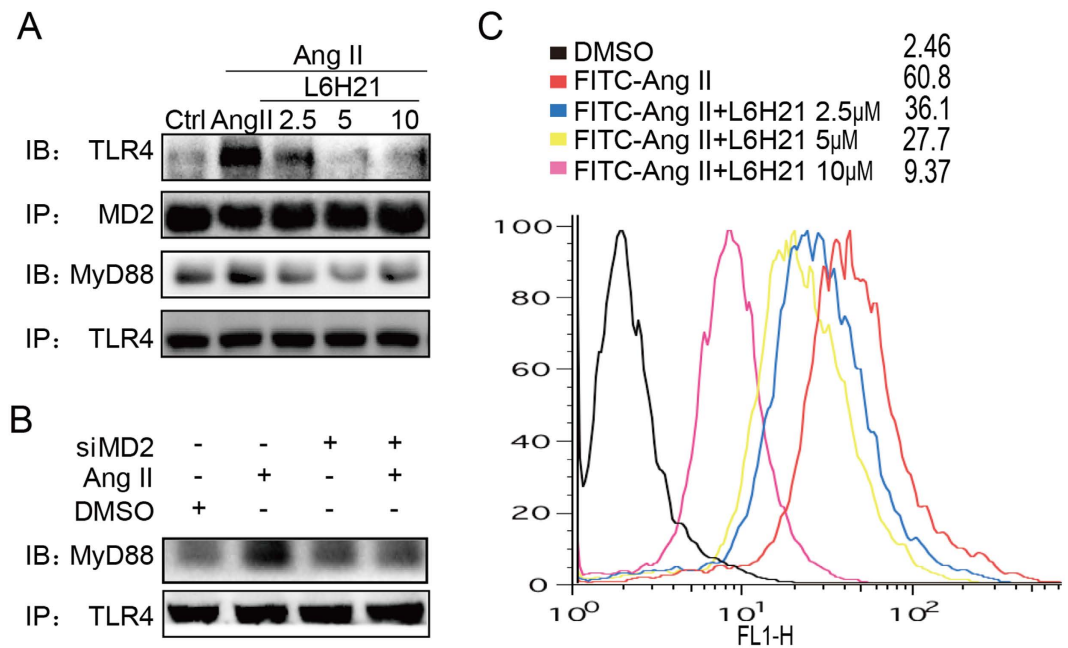 A
Ang II
L6H21
Ctrl AngII 2.5 5 10
IB: TLR4
IP: MD2
IB: MyD88
IP: TLR4
B
siMD2 - - + +
Ang II - + - +
DMSO + - - -
IB: MyD88
IP: TLR4
C
DMSO 2.46
FITC-Ang II 60.8
FITC-Ang II+L6H21 2.5μM 36.1
FITC-Ang II+L6H21 5μM 27.7
FITC-Ang II+L6H21 10μM 9.37
100
80
60
40
20
0
10⁰ 10¹ 10²
FL1-H